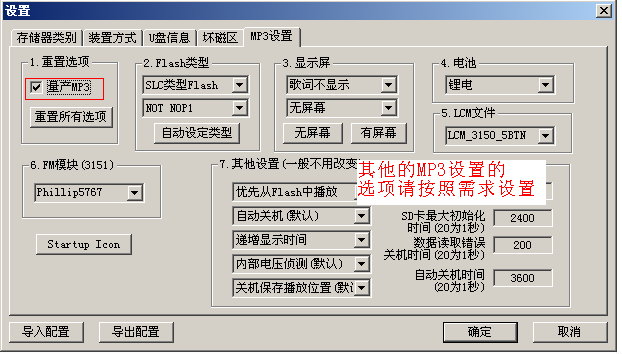 设置
存储器类别 装置方式 U盘信息 坏磁区 MP3设置
1.重置选项
量产MP3
重置所有选项
2.Flash类型
SLC类型Flash
NOT NOP1
自动设定类型
3.显示屏
歌词不显示
无屏幕
无屏幕 有屏幕
4.电池
锂电
5.LCM文件
LCM_3150_5BTN
6.FM模块(3151)
Phillip5767
Startup Icon
7.其他设置(一般不用改变)
优先从Flash中播放
自动关机(默认)
递增显示时间
内部电压侦测(默认)
关机保存播放位置(默认
其他的MP3设置的
选项请按照需求设置
SD卡最大初始化
时间(20为1秒)
2400
数据读取错误
关机时间(20为1秒)
200
自动关机时间
(20为1秒)
3600
导入配置 导出配置 确定 取消